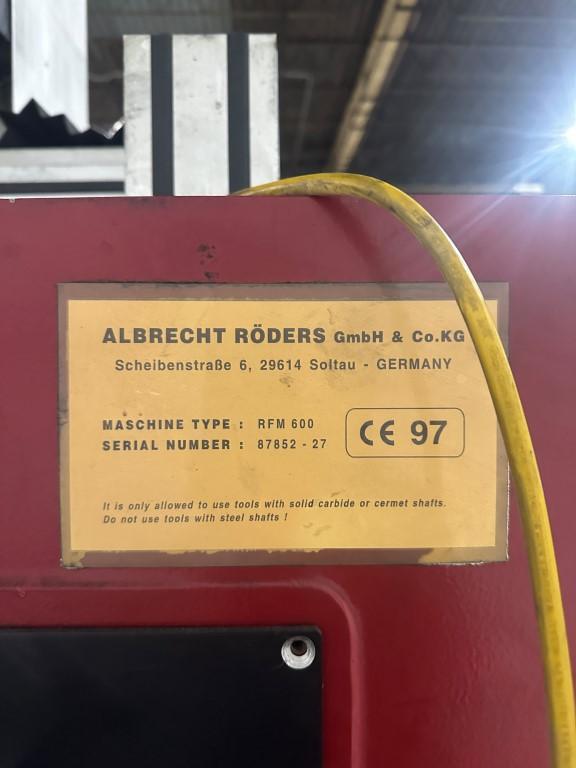 ALBRECHT RÖDERS GmbH & Co.KG
Scheibenstraße 6, 29614 Soltau - GERMANY
MASCHINE TYPE : RFM 600
SERIAL NUMBER : 87852 - 27
CE 97
It is only allowed to use tools with solid carbide or cermet shafts.
Do not use tools with steel shafts !